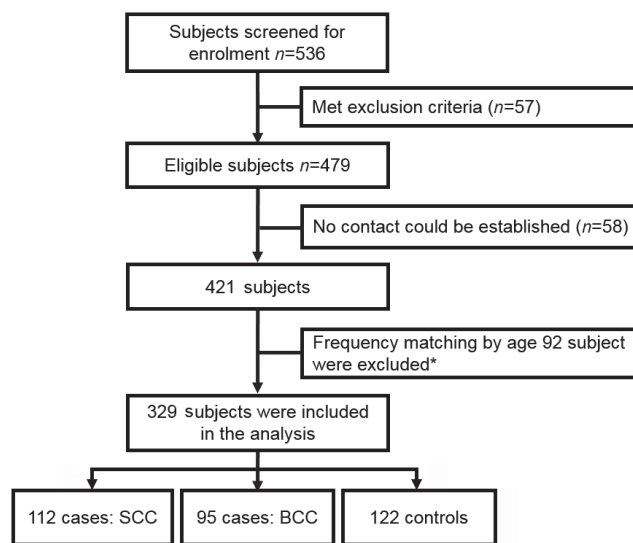 Subjects screened for
enrolment n=536
Met exclusion criteria (n=57)
Eligible subjects n=479
No contact could be established (n=58)
421 subjects
Frequency matching by age 92 subject
were excluded*
329 subjects were included
in the analysis
112 cases: SCC
95 cases: BCC
122 controls